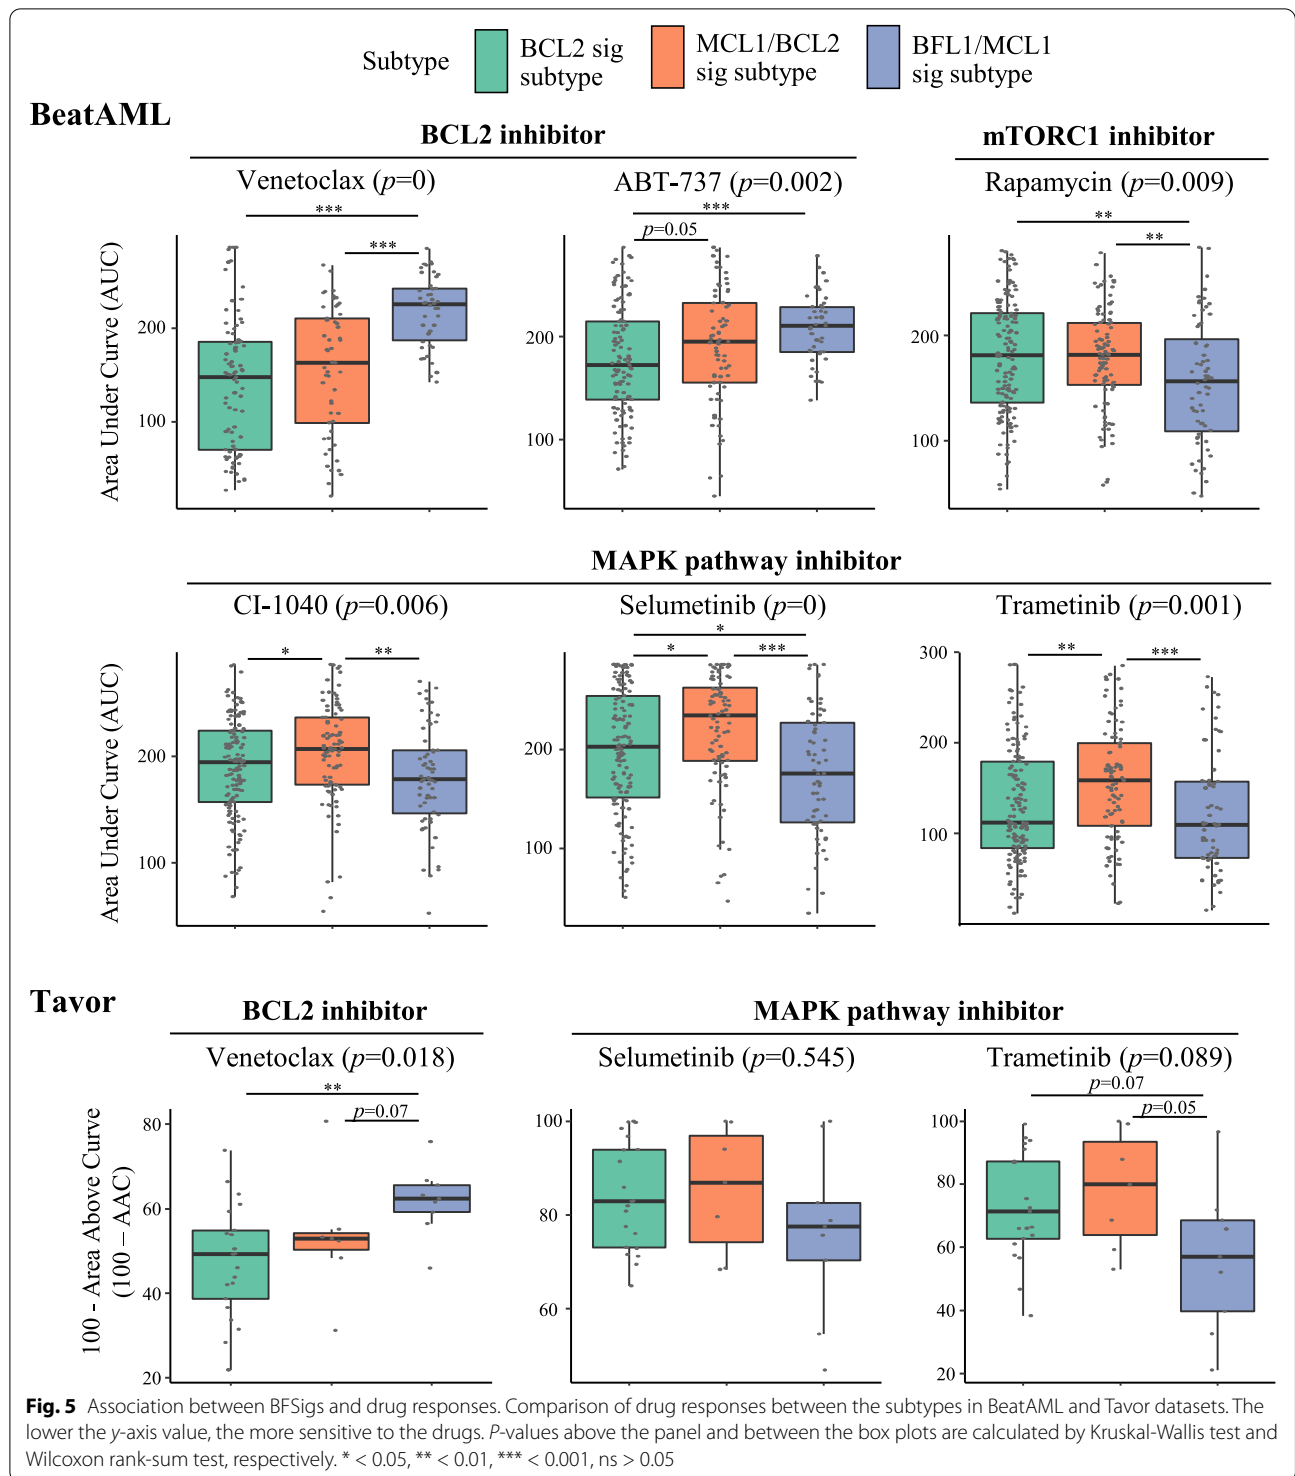 Subtype
BCL2 sig
subtype
MCL1/BCL2
sig subtype
BFL1/MCL1
sig subtype
BeatAML
BCL2 inhibitor
mTORC1 inhibitor
Venetoclax (p=0)
ABT-737 (p=0.002)
Rapamycin (p=0.009)
Area Under Curve (AUC)
***
***
200
100
***
p=0.05
200
100
**
**
200
100
MAPK pathway inhibitor
CI-1040 (p=0.006)
Selumetinib (p=0)
Trametinib (p=0.001)
Area Under Curve (AUC)
*
**
200
100
*
*
***
200
100
**
***
300
200
100
Tavor
BCL2 inhibitor
MAPK pathway inhibitor
Venetoclax (p=0.018)
Selumetinib (p=0.545)
Trametinib (p=0.089)
100 - Area Above Curve
(100 – AAC)
**
p=0.07
80
60
40
20
100
80
60
p=0.07
p=0.05
100
80
60
40
20
Fig. 5 Association between BFSigs and drug responses. Comparison of drug responses between the subtypes in BeatAML and Tavor datasets. The
lower the y-axis value, the more sensitive to the drugs. P-values above the panel and between the box plots are calculated by Kruskal-Wallis test and
Wilcoxon rank-sum test, respectively. * < 0.05, ** < 0.01, *** < 0.001, ns > 0.05